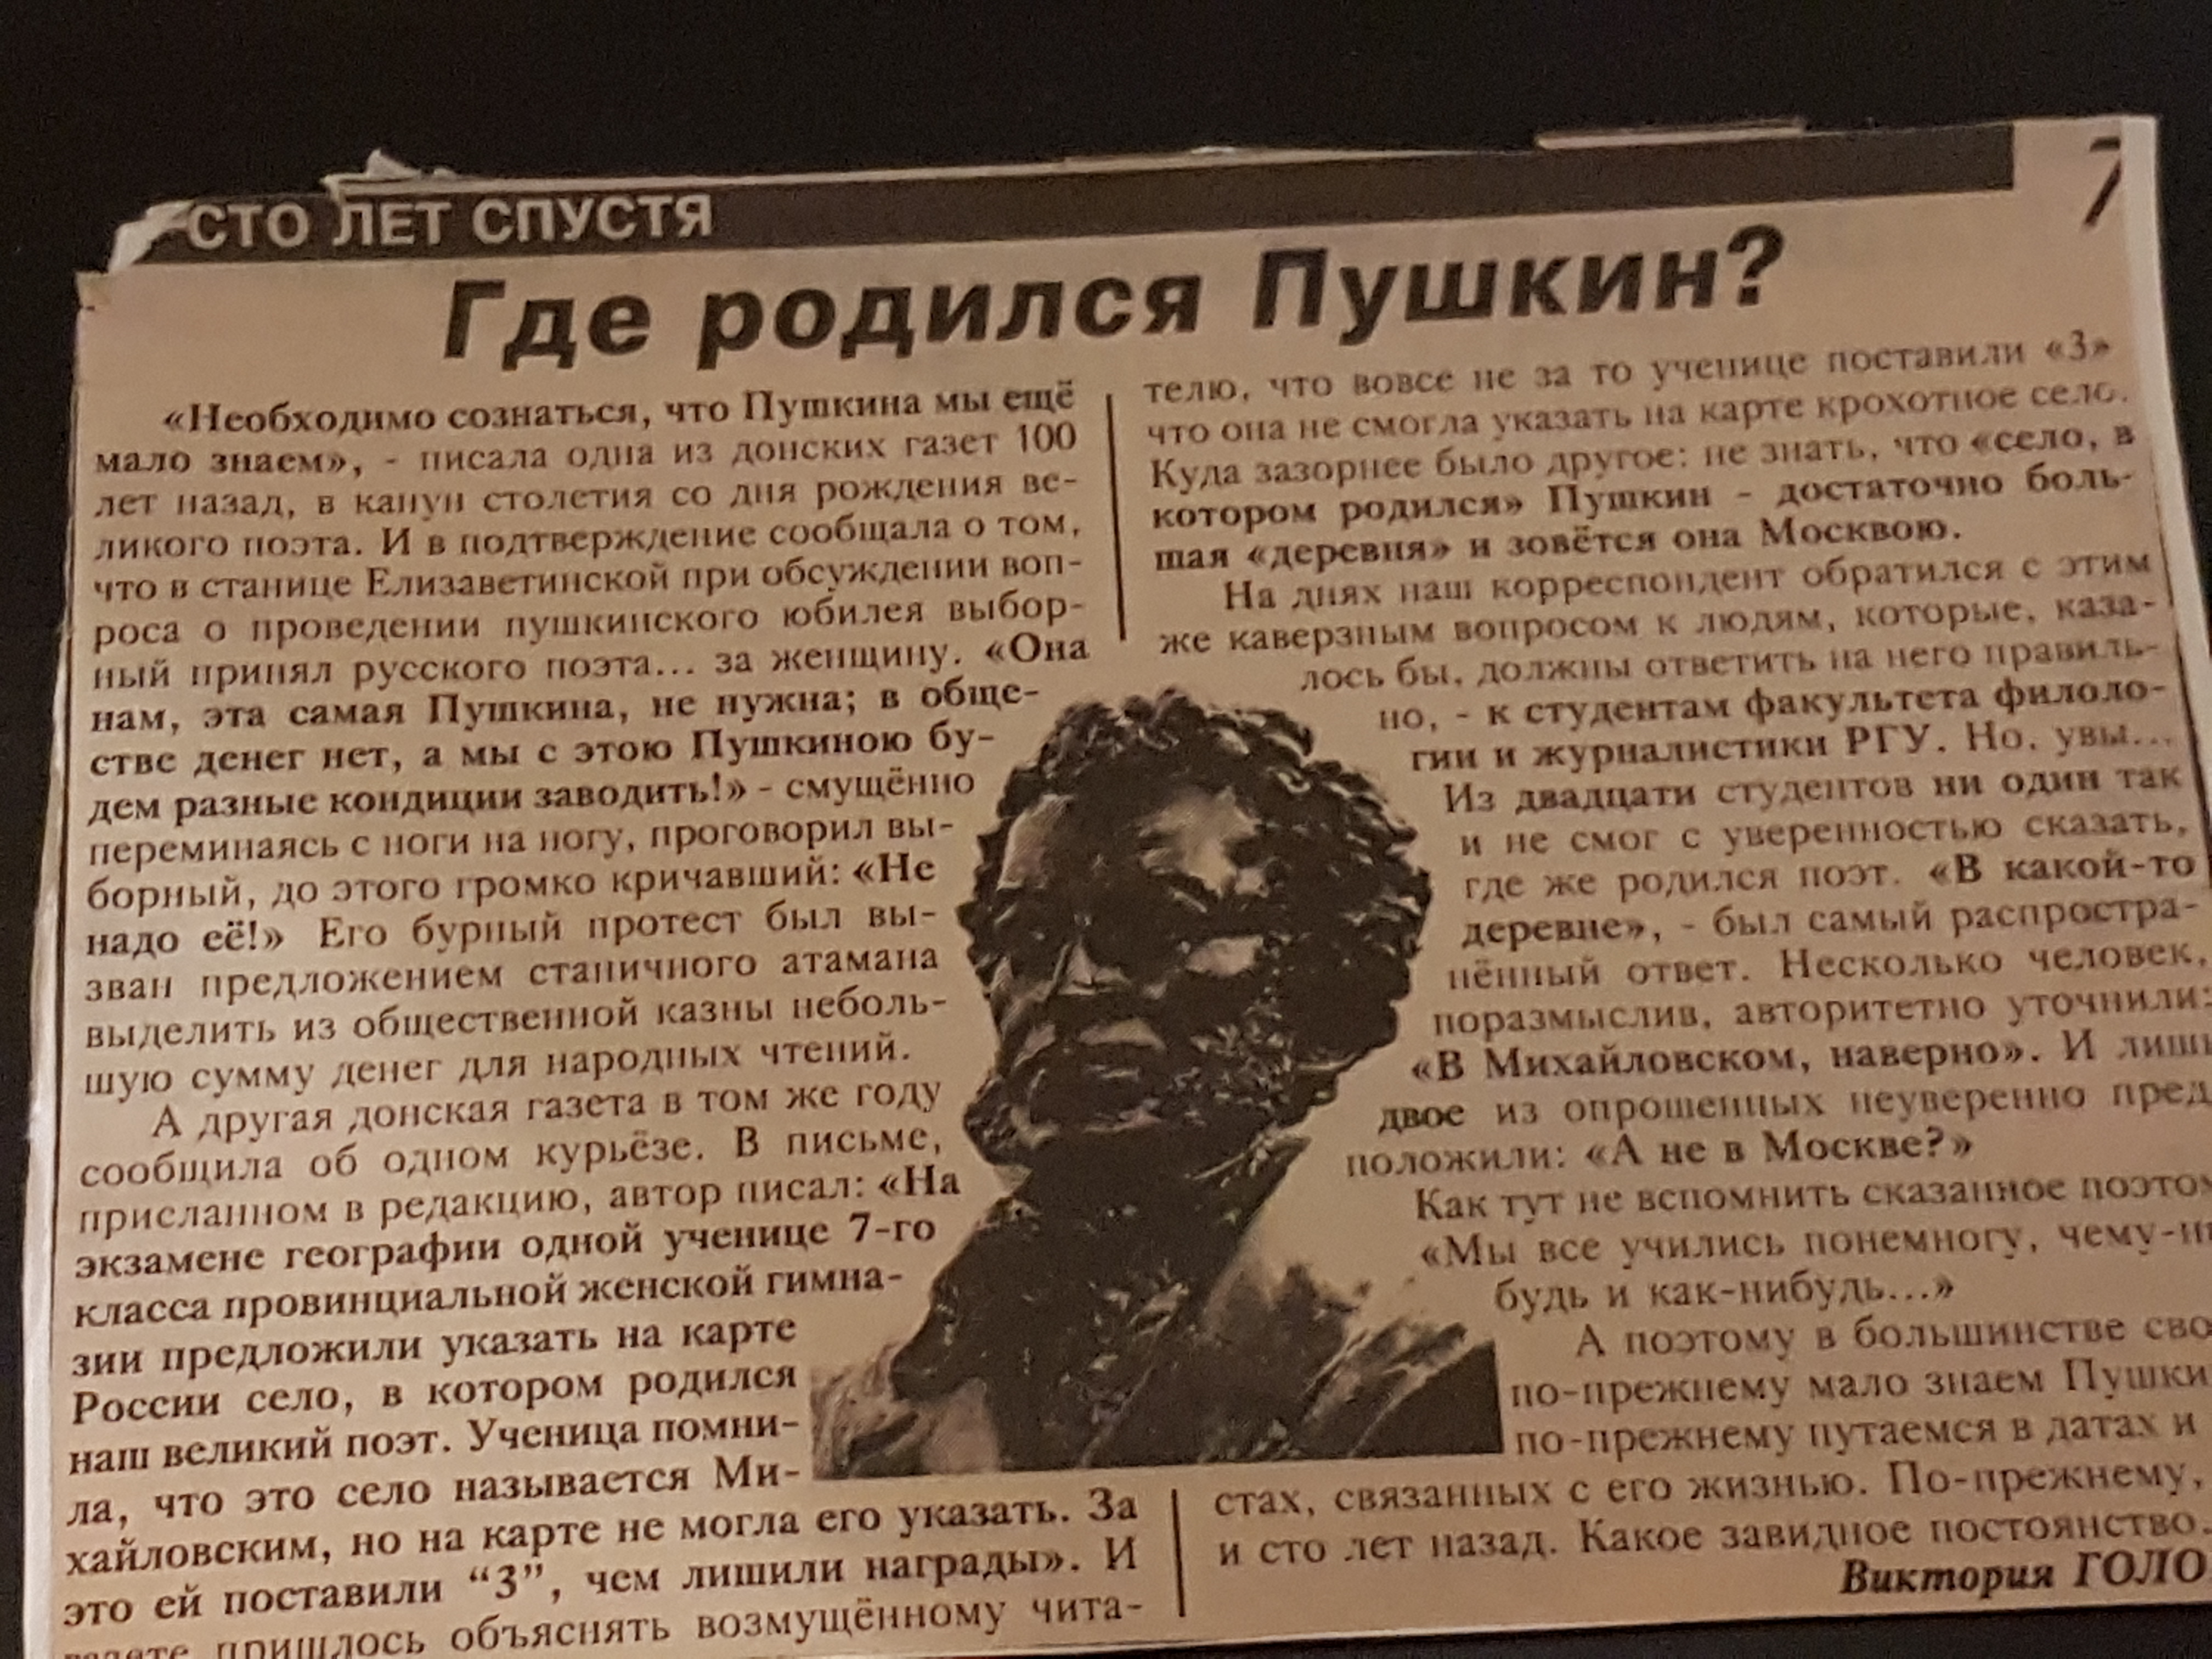 СТО ЛЕТ СПУСТЯ
7
Где родился Пушкин?
«Необходимо сознаться, что Пушкина мы ещё
мало знаем», - писала одна из донских газет 100
лет назад, в канун столетия со дня рождения ве-
ликого поэта. И в подтверждение сообщала о том,
что в станице Елизаветинской при обсуждении воп-
роса о проведении пушкинского юбилея выбор-
ный принял русского поэта... за женщину. «Она
нам, эта самая Пушкина, не нужна; в обще-
стве денег нет, а мы с этою Пушкиною бу-
дем разные кондиции заводить!» - смущённо
переминаясь с ноги на ногу, проговорил вы-
борный, до этого громко кричавший: «Не
надо её!» Его бурный протест был вы-
зван предложением станичного атамана
выделить из общественной казны неболь-
шую сумму денег для народных чтений.
А другая донская газета в том же году
сообщила об одном курьёзе. В письме,
присланном в редакцию, автор писал: «На
экзамене географии одной ученице 7-го
класса провинциальной женской гимна-
зии предложили указать на карте
России село, в котором родился
наш великий поэт. Ученица помни-
ла, что это село называется Ми-
хайловским, но на карте не могла его указать. За
это ей поставили “3”, чем лишили награды». И
газете пришлось объяснять возмущённому чита-
телю, что вовсе не за то ученице поставили «3»
что она не смогла указать на карте крохотное село.
Куда зазорнее было другое: не знать, что «село, в
котором родился» Пушкин - достаточно боль-
шая «деревня» и зовётся она Москвою.
На днях наш корреспондент обратился с этим
же каверзным вопросом к людям, которые, каза-
лось бы, должны ответить на него правиль-
но, - к студентам факультета филоло-
гии и журналистики РГУ. Но, увы...
Из двадцати студентов ни один так
и не смог с уверенностью сказать,
где же родился поэт. «В какой-то
деревне», - был самый распростра-
нённый ответ. Несколько человек,
поразмыслив, авторитетно уточнили:
«В Михайловском, наверно». И лишь
двое из опрошенных неуверенно пред
положили: «А не в Москве?»
Как тут не вспомнить сказанное поэтом
«Мы все учились понемногу, чему-ни
будь и как-нибудь...»
А поэтому в большинстве сво
по-прежнему мало знаем Пушки
по-прежнему путаемся в датах и
стах, связанных с его жизнью. По-прежнему,
и сто лет назад. Какое завидное постоянство.
Виктория ГОЛО